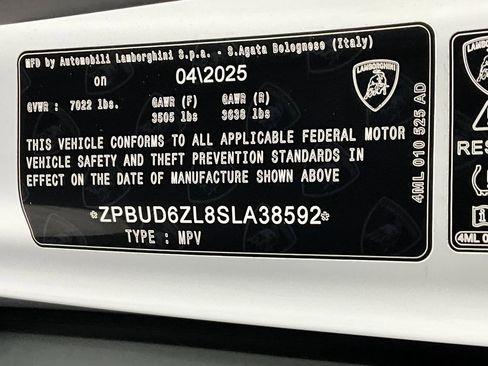 MFD by Automobili Lamborghini S.p.a. - S.Agata Bolognese (Italy)
on 04\2025
GVWR : 7022 lbs. GAWR (F) GAWR (R)
3505 lbs 3638 lbs
THIS VEHICLE CONFORMS TO ALL APPLICABLE FEDERAL MOTOR
VEHICLE SAFETY AND THEFT PREVENTION STANDARDS IN
EFFECT ON THE DATE OF MANUFACTURE SHOWN ABOVE
*ZPBUD6ZL8SLA38592*
TYPE : MPV
LAMBORGHINI
4ML 010 525 AD
RES
4ML 0